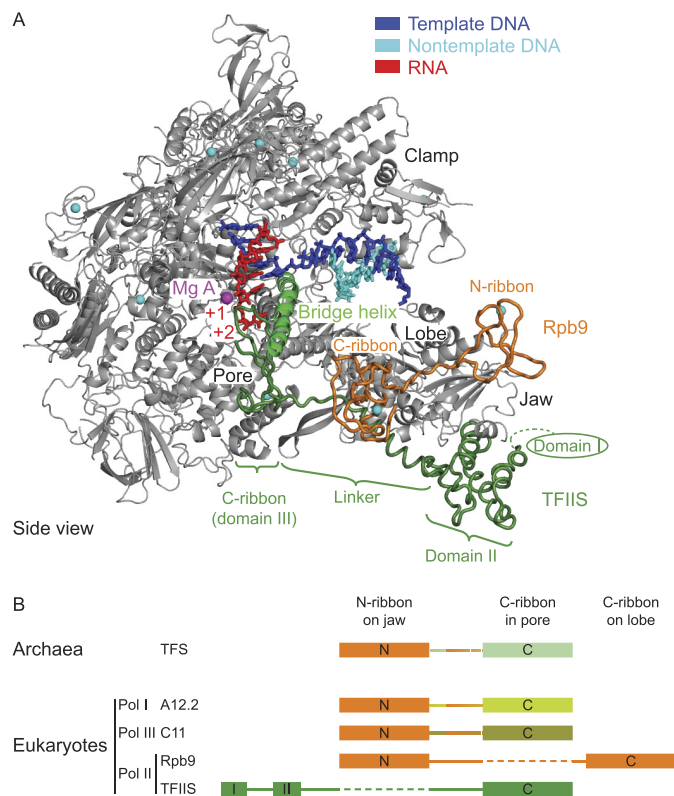 A
Template DNA
Nontemplate DNA
RNA
Clamp
N-ribbon
Mg A
+1
+2
Bridge helix
Lobe
Rpb9
C-ribbon
Pore
Jaw
Domain I
C-ribbon
(domain III)
Linker
TFIIS
Side view
Domain II
B
N-ribbon
on jaw
C-ribbon
in pore
C-ribbon
on lobe
Archaea TFS N C
Eukaryotes
Pol I A12.2 N C
Pol III C11 N C
Pol II
Rpb9 N C
TFIIS I II C